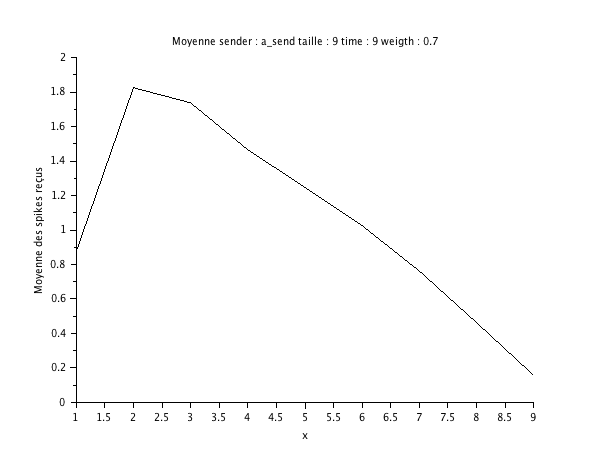 Moyenne sender : a_send taille : 9 time : 9 weigth : 0.7
2
1.8
1.6
1.4
1.2
1
0.8
0.6
0.4
0.2
0
Moyenne des spikes reçus
1 1.5 2 2.5 3 3.5 4 4.5 5 5.5 6 6.5 7 7.5 8 8.5 9
x